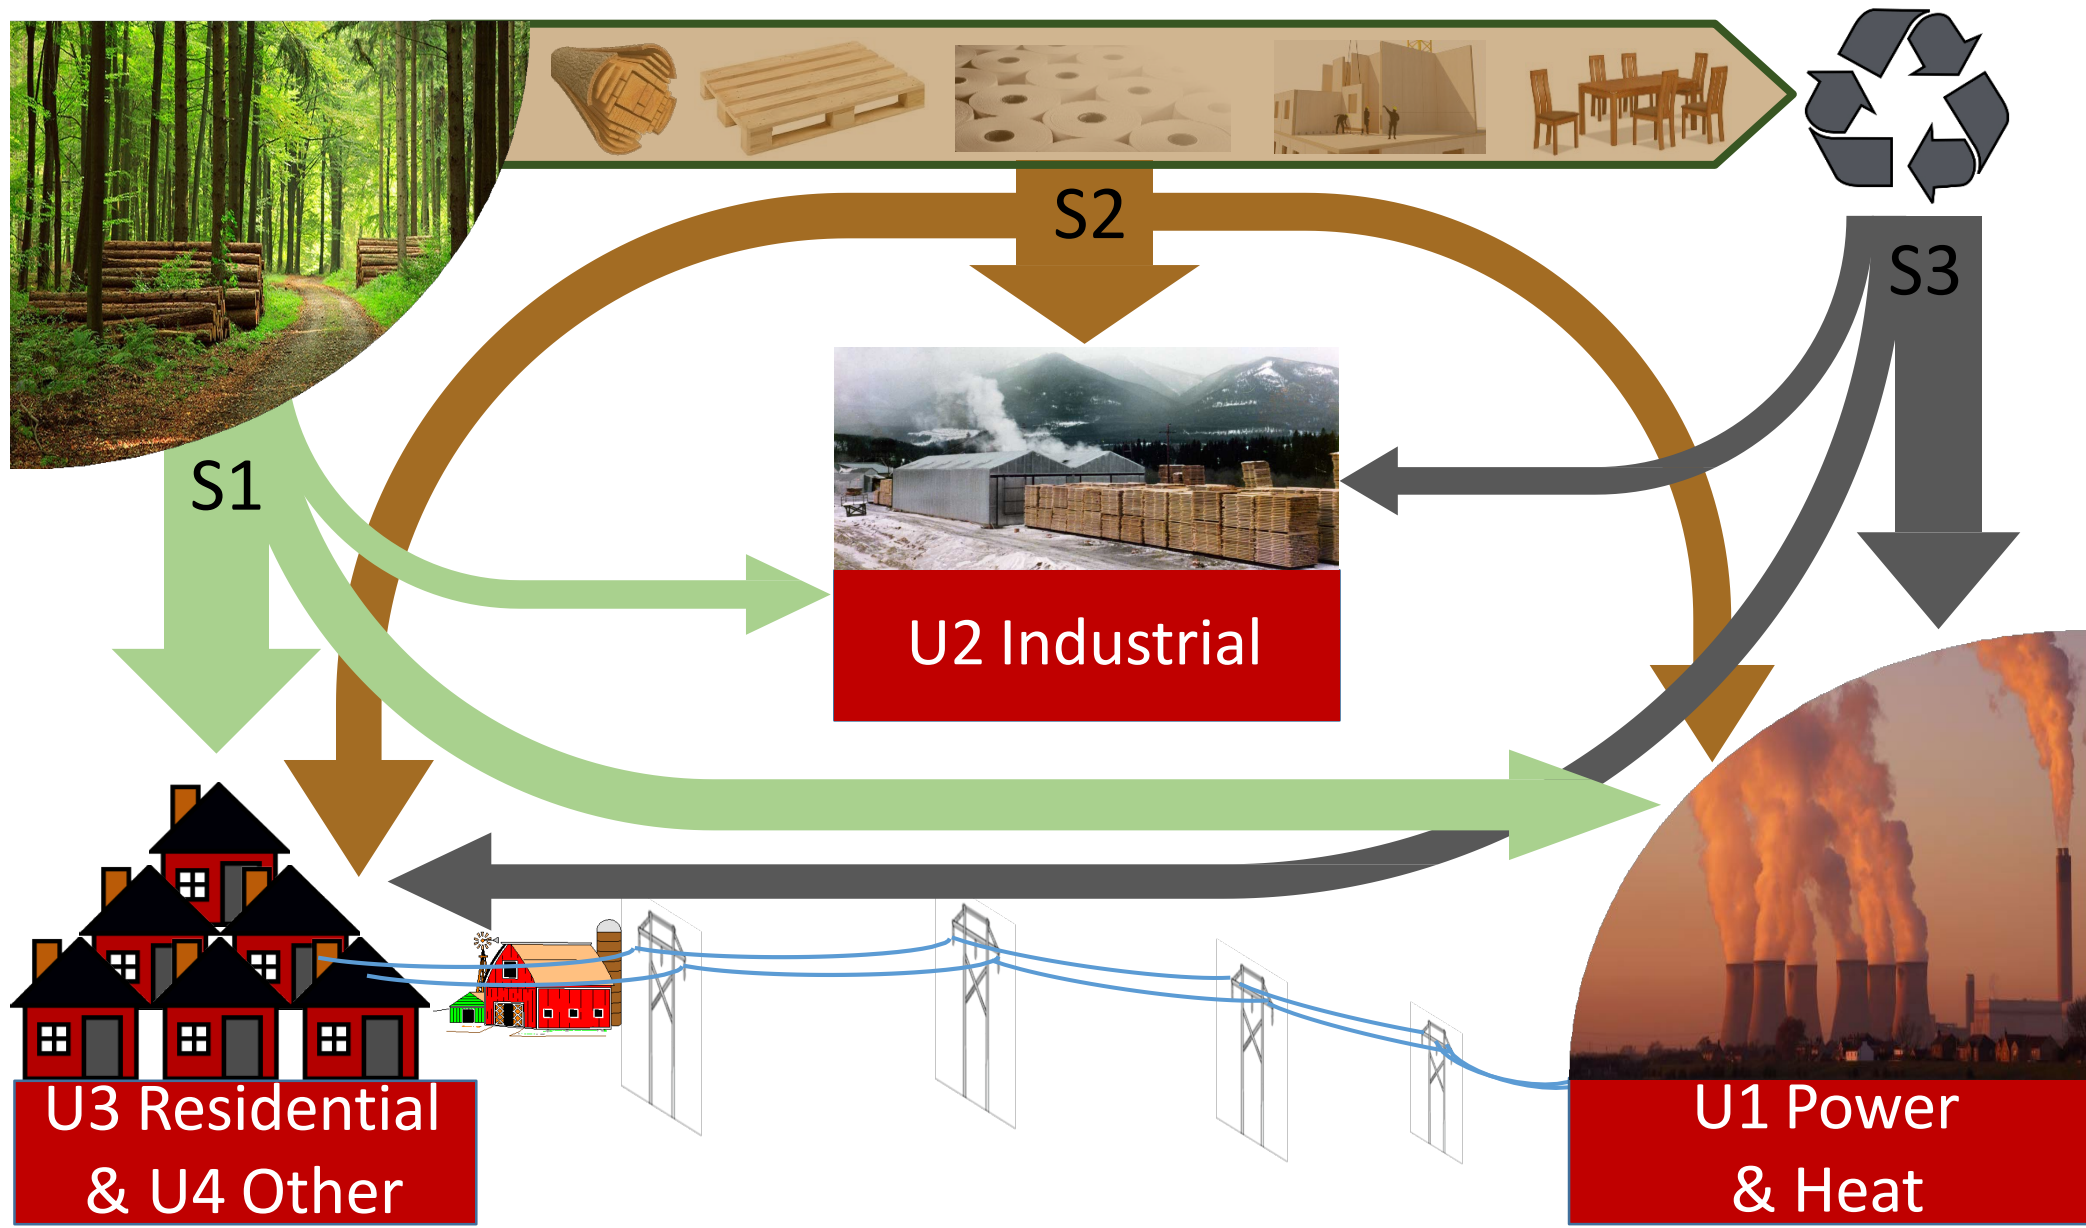 S2
S3
S1
U2 Industrial
U3 Residential
& U4 Other
U1 Power
& Heat